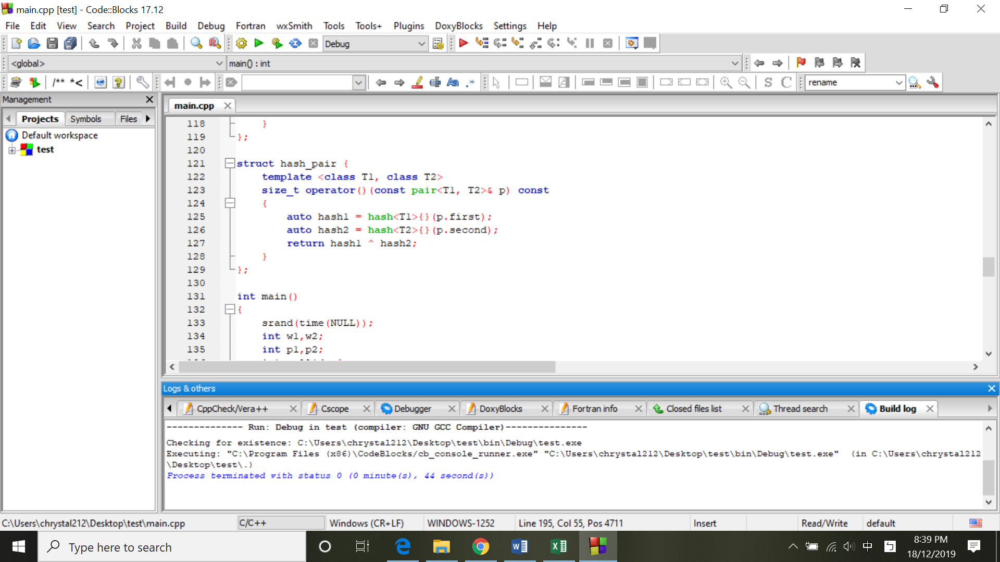 main.cpp [test] - Code::Blocks 17.12
File Edit View Search Project Build Debug Fortran wxSmith Tools Tools+ Plugins DoxyBlocks Settings Help
Debug
<global> main() : int
/** *< Aa .* S C rename
Management
Projects Symbols Files
main.cpp
Default workspace
test
118 }
119 };
120
121 struct hash_pair {
122 template <class T1, class T2>
123 size_t operator()(const pair<T1, T2>& p) const
124 {
125 auto hash1 = hash<T1>{}(p.first);
126 auto hash2 = hash<T2>{}(p.second);
127 return hash1 ^ hash2;
128 }
129 };
130
131 int main()
132 {
133 srand(time(NULL));
134 int w1,w2;
135 int p1,p2;
Logs & others
CppCheck/Vera++ Cscope Debugger DoxyBlocks Fortran info Closed files list Thread search Build log
-------------- Run: Debug in test (compiler: GNU GCC Compiler)---------------
Checking for existence: C:\Users\chrystal212\Desktop\test\bin\Debug\test.exe
Executing: "C:\Program Files (x86)\CodeBlocks/cb_console_runner.exe" "C:\Users\chrystal212\Desktop\test\bin\Debug\test.exe"  (in C:\Users\chrystal212
\Desktop\test\.)
Process terminated with status 0 (0 minute(s), 44 second(s))
C:\Users\chrystal212\Desktop\test\main.cpp C/C++ Windows (CR+LF) WINDOWS-1252 Line 195, Col 55, Pos 4711 Insert Read/Write default
Type here to search
中 ㄅ
8:39 PM
18/12/2019